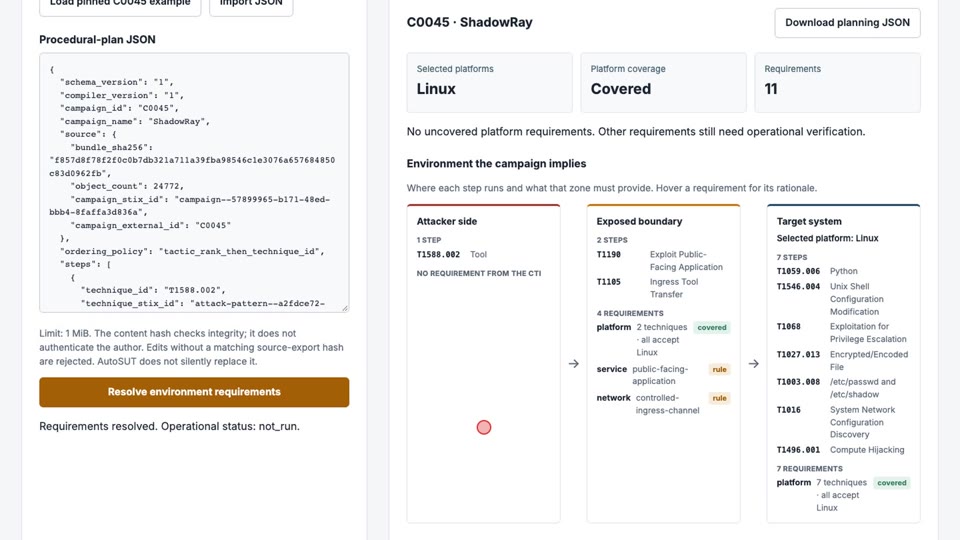 Load pinned C0045 example
Import JSON
Procedural-plan JSON
{
"schema_version": "1",
"compiler_version": "1",
"campaign_id": "C0045",
"campaign_name": "ShadowRay",
"source": {
"bundle_sha256":
"f857d8f78f2f0c0b7db321a711a39fba98546c1e3076a657684850
c83d0962fb",
"object_count": 24772,
"campaign_stix_id": "campaign--57899965-b171-48ed-
bbb4-8faffa3d836a",
"campaign_external_id": "C0045"
},
"ordering_policy": "tactic_rank_then_technique_id",
"steps": [
{
"technique_id": "T1588.002",
"technique_stix_id": "attack-pattern--a2fdce72-
Limit: 1 MiB. The content hash checks integrity; it does not
authenticate the author. Edits without a matching source-export hash
are rejected. AutoSUT does not silently replace it.
Resolve environment requirements
Requirements resolved. Operational status: not_run.
C0045 · ShadowRay
Download planning JSON
Selected platforms
Linux
Platform coverage
Covered
Requirements
11
No uncovered platform requirements. Other requirements still need operational verification.
Environment the campaign implies
Where each step runs and what that zone must provide. Hover a requirement for its rationale.
Attacker side
1 STEP
T1588.002 Tool
NO REQUIREMENT FROM THE CTI
→
Exposed boundary
2 STEPS
T1190 Exploit Public-
Facing Application
T1105 Ingress Tool
Transfer
4 REQUIREMENTS
platform 2 techniques covered
· all accept
Linux
service public-facing- rule
application
network controlled- rule
ingress-channel
→
Target system
Selected platform: Linux
7 STEPS
T1059.006 Python
T1546.004 Unix Shell
Configuration
Modification
T1068 Exploitation for
Privilege Escalation
T1027.013 Encrypted/Encoded
File
T1003.008 /etc/passwd and
/etc/shadow
T1016 System Network
Configuration
Discovery
T1496.001 Compute Hijacking
7 REQUIREMENTS
platform 7 techniques covered
· all accept
Linux